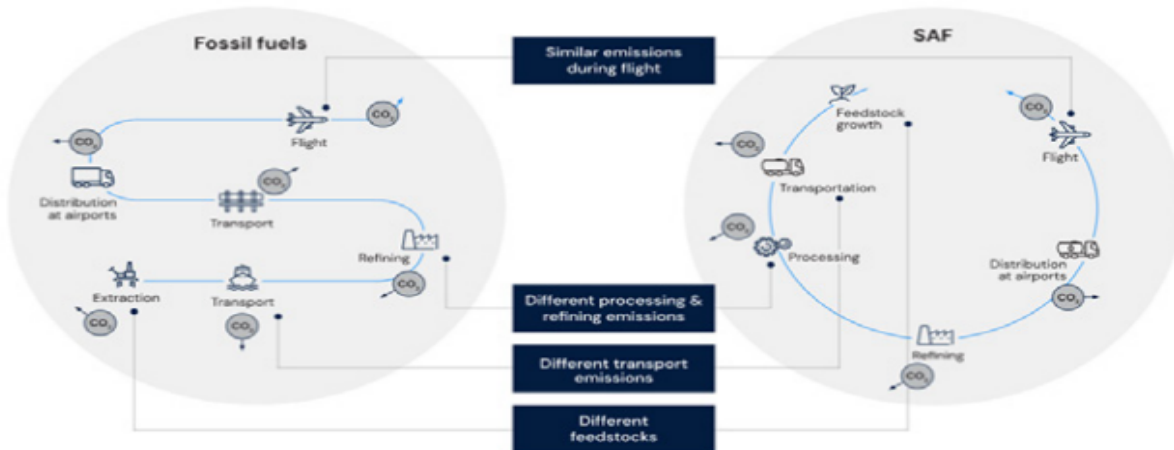 Fossil fuels
SAF
Similar emissions
during flight
CO₂
Flight
CO₂
Distribution
at airports
CO₂
Transport
Refining
CO₂
Extraction
Transport
CO₂
CO₂
Feedstock
growth
CO₂
Flight
CO₂
Transportation
CO₂
Processing
Distribution
at airports
CO₂
Refining
CO₂
Different processing &
refining emissions
Different transport
emissions
Different
feedstocks